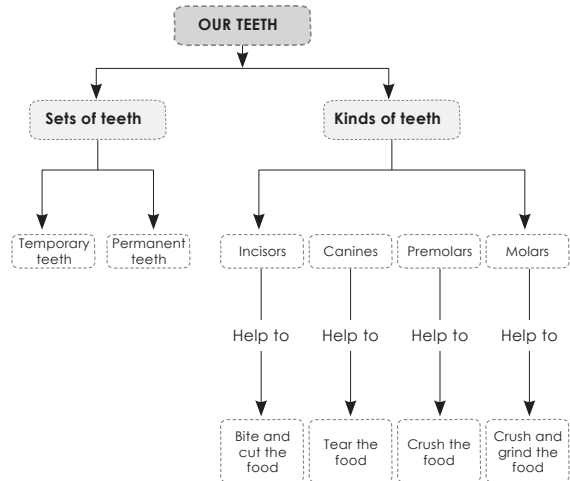 OUR TEETH
Sets of teeth
Kinds of teeth
Temporary
teeth
Permanent
teeth
Incisors
Canines
Premolars
Molars
Help to
Help to
Help to
Help to
Bite and
cut the
food
Tear the
food
Crush the
food
Crush and
grind the
food